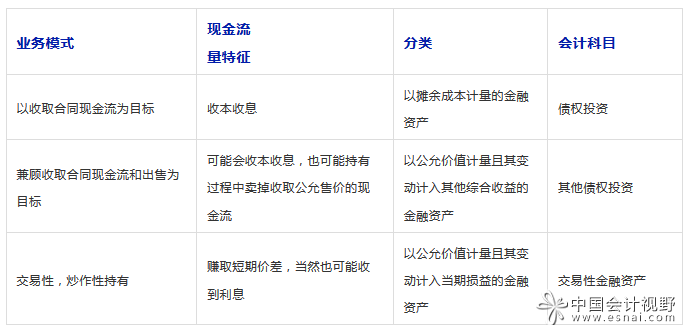 业务模式
现金流
量特征
分类
会计科目
以收取合同现金流为目标
收本收息
以摊余成本计量的金融
资产
债权投资
兼顾收取合同现金流和出售为
目标
可能会收本收息，也可能持有
过程中卖掉收取公允售价的现
金流
以公允价值计量且其变
动计入其他综合收益的
金融资产
其他债权投资
交易性，炒作性持有
赚取短期价差，当然也可能收
到利息
以公允价值计量且其变
动计入当期损益的金融
资产
交易性金融资产
中国会计视野
www.esnai.com